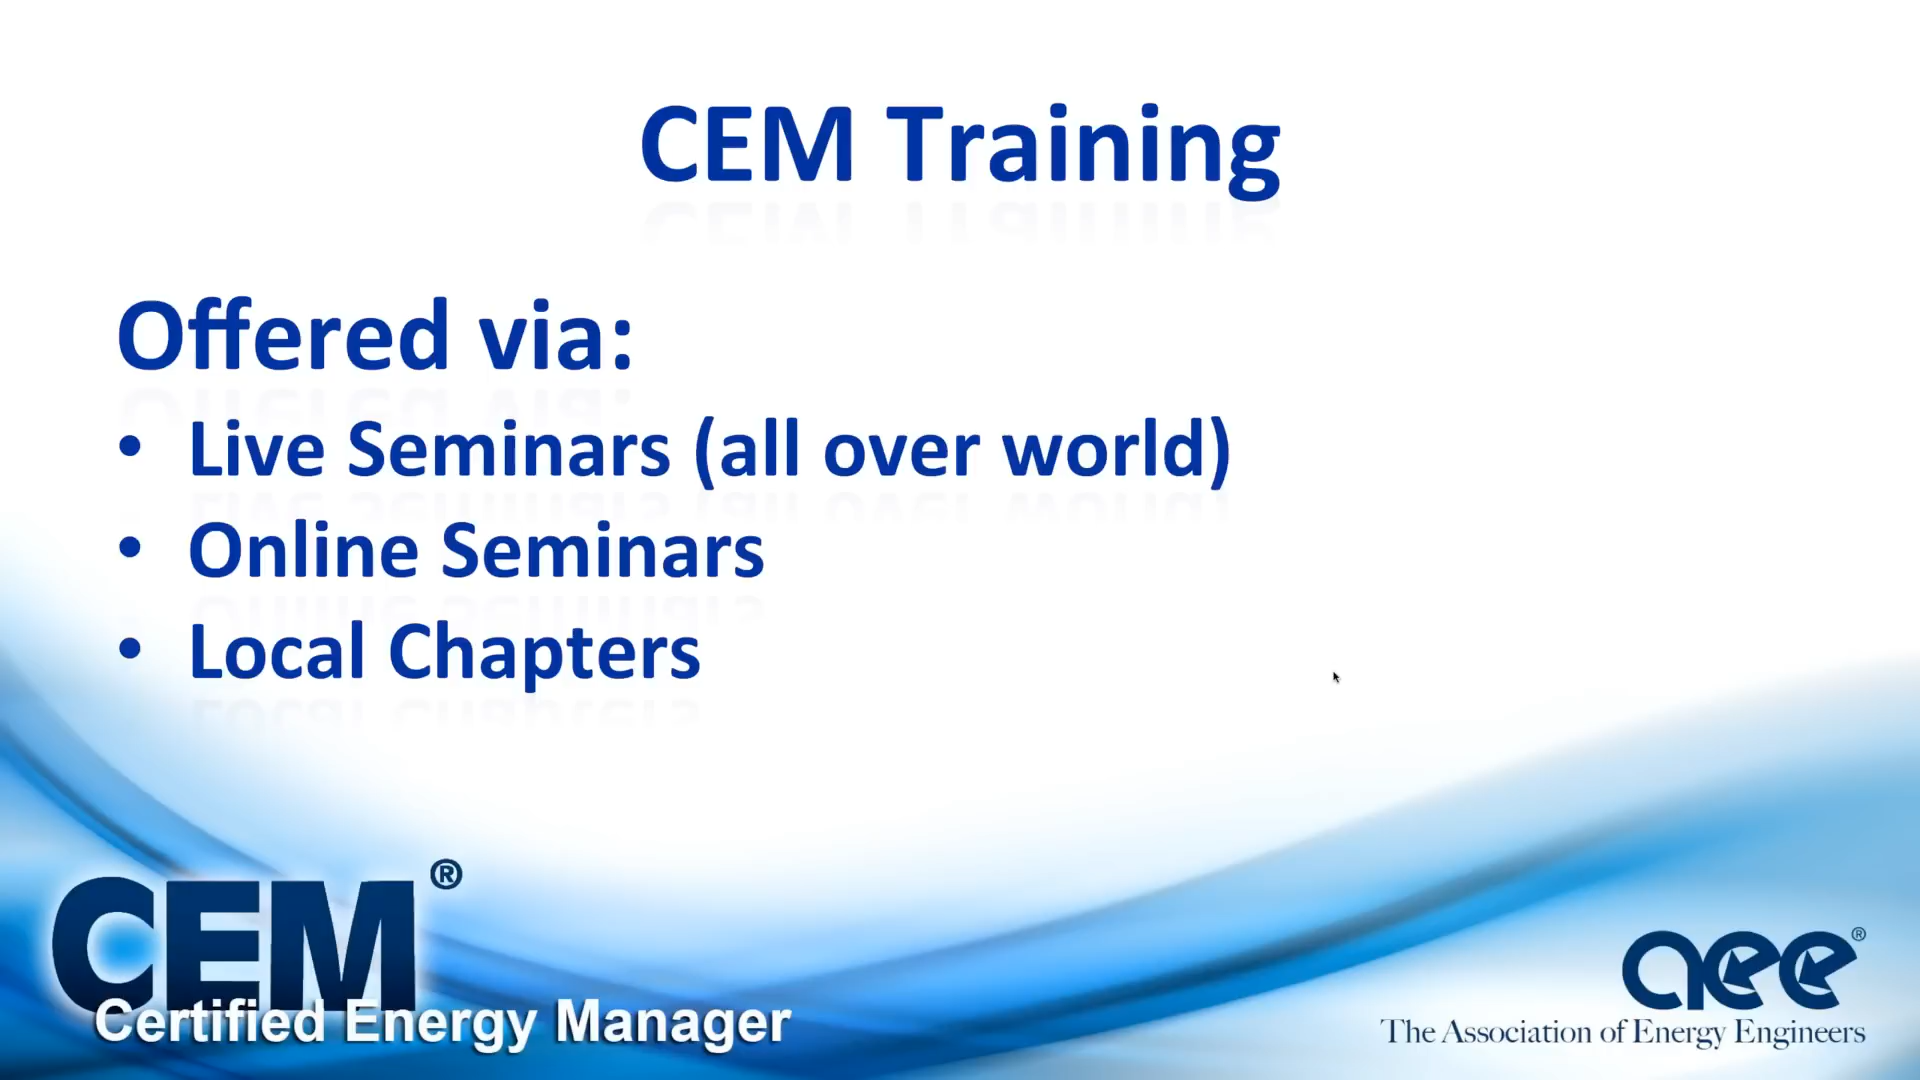 CEM Training
Offered via:
• Live Seminars (all over world)
• Online Seminars
• Local Chapters
CEM®
Certified Energy Manager
aee®
The Association of Energy Engineers